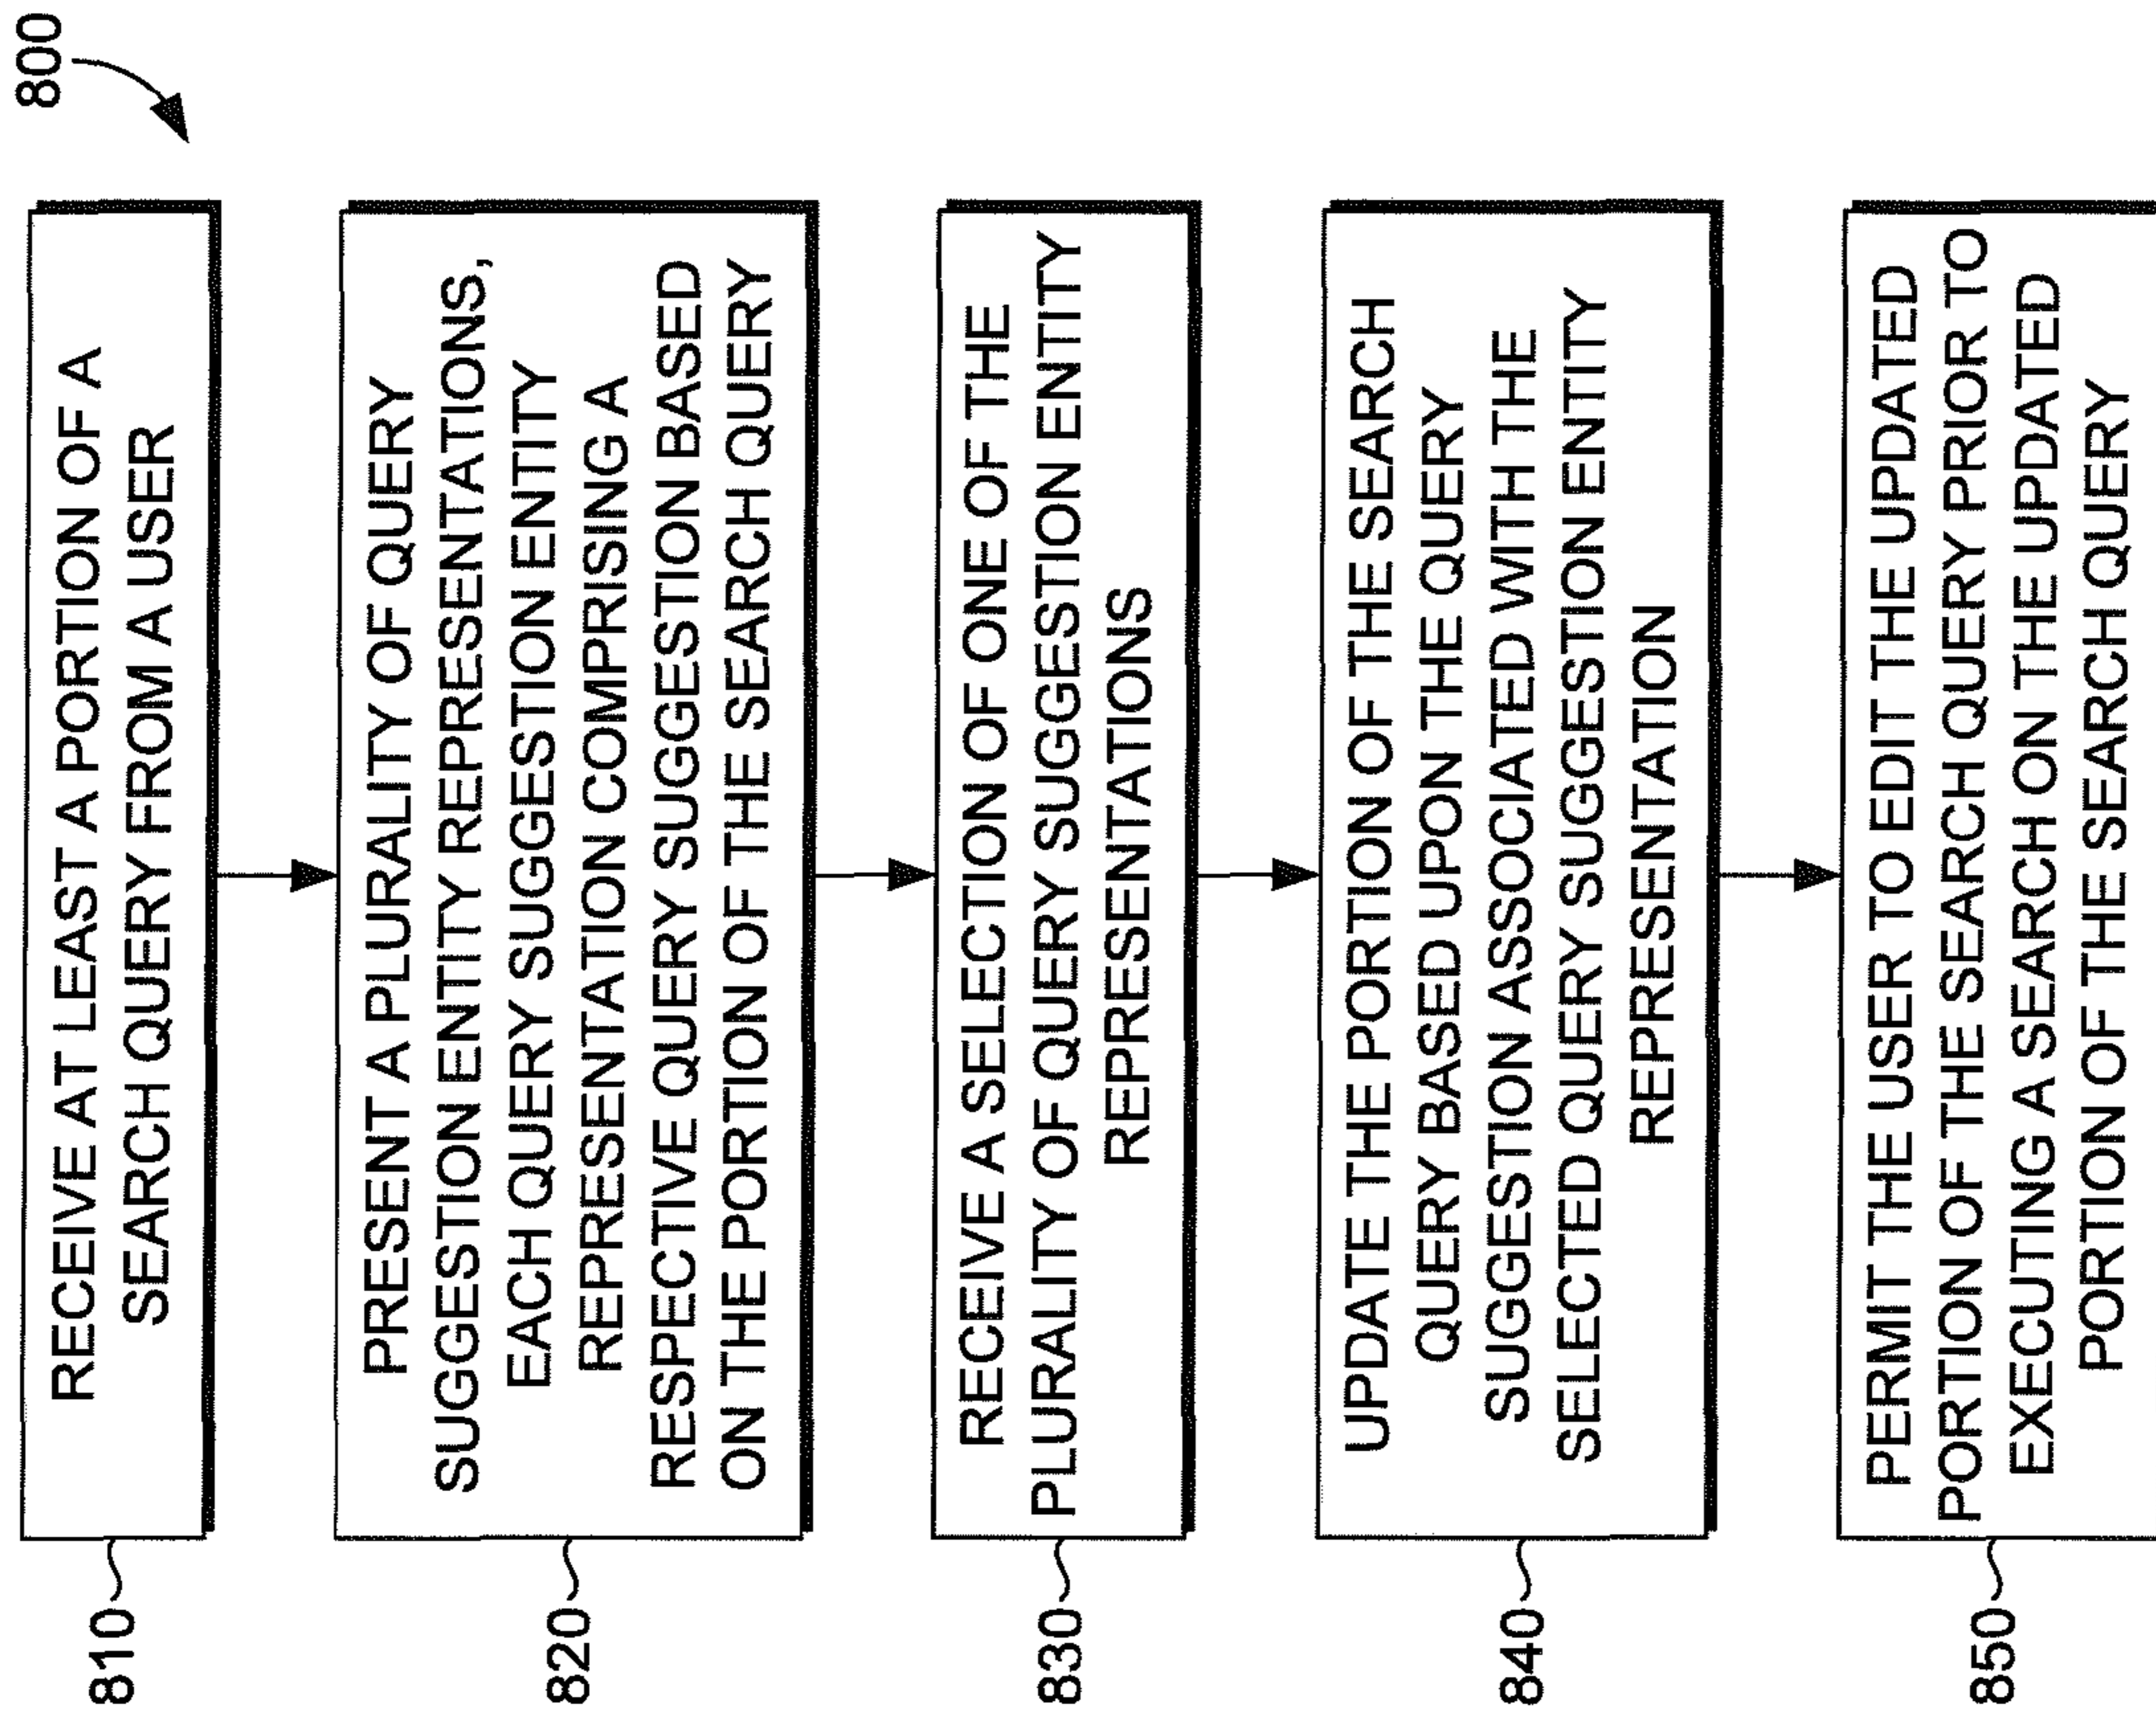 800
810
RECEIVE AT LEAST A PORTION OF A
SEARCH QUERY FROM A USER
820
PRESENT A PLURALITY OF QUERY
SUGGESTION ENTITY REPRESENTATIONS,
EACH QUERY SUGGESTION ENTITY
REPRESENTATION COMPRISING A
RESPECTIVE QUERY SUGGESTION BASED
ON THE PORTION OF THE SEARCH QUERY
830
RECEIVE A SELECTION OF ONE OF THE
PLURALITY OF QUERY SUGGESTION ENTITY
REPRESENTATIONS
840
UPDATE THE PORTION OF THE SEARCH
QUERY BASED UPON THE QUERY
SUGGESTION ASSOCIATED WITH THE
SELECTED QUERY SUGGESTION ENTITY
REPRESENTATION
850
PERMIT THE USER TO EDIT THE UPDATED
PORTION OF THE SEARCH QUERY PRIOR TO
EXECUTING A SEARCH ON THE UPDATED
PORTION OF THE SEARCH QUERY